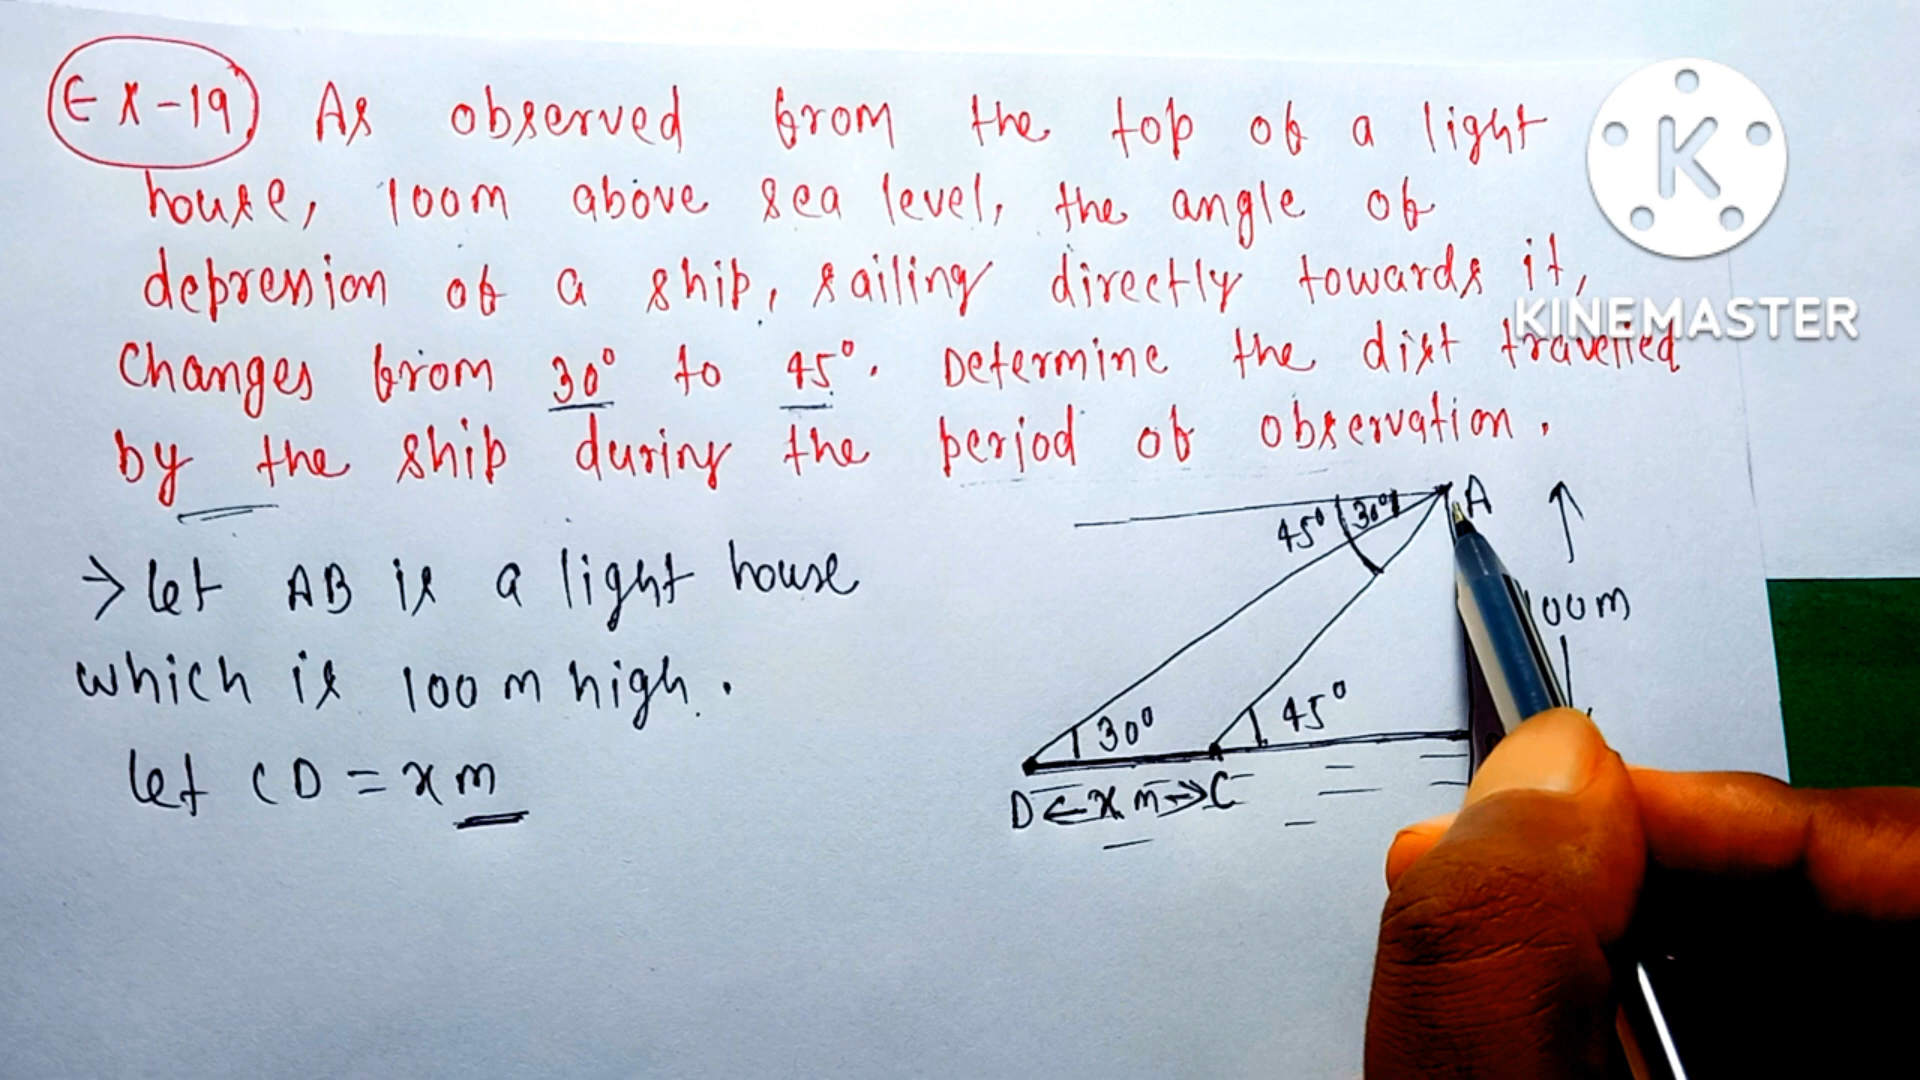 EX-19 As observed from the top of a light
house, 100m above sea level, the angle of
depression of a ship, sailing directly towards it,
changes from 30° to 45°. Determine the dist travelled
by the ship during the period of observation.
K
KINEMASTER
→ let AB is a light house
which is 100m high.
let CD = x m
A
45° 30°
00m
30° 45°
D ← x m → C